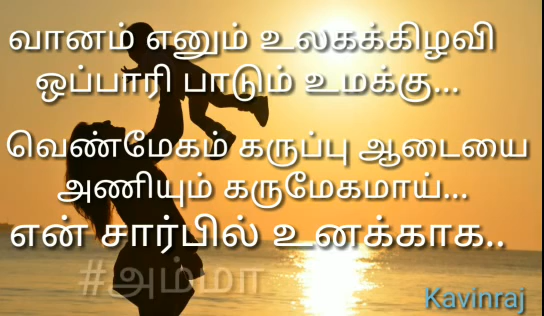 வானம் எனும் உலகக்கிழவி
ஒப்பாரி பாடும் உமக்கு...
வெண்மேகம் கருப்பு ஆடையை
அணியும் கருமேகமாய்...
என் சார்பில் உனக்காக..
#அம்மா
Kavinraj